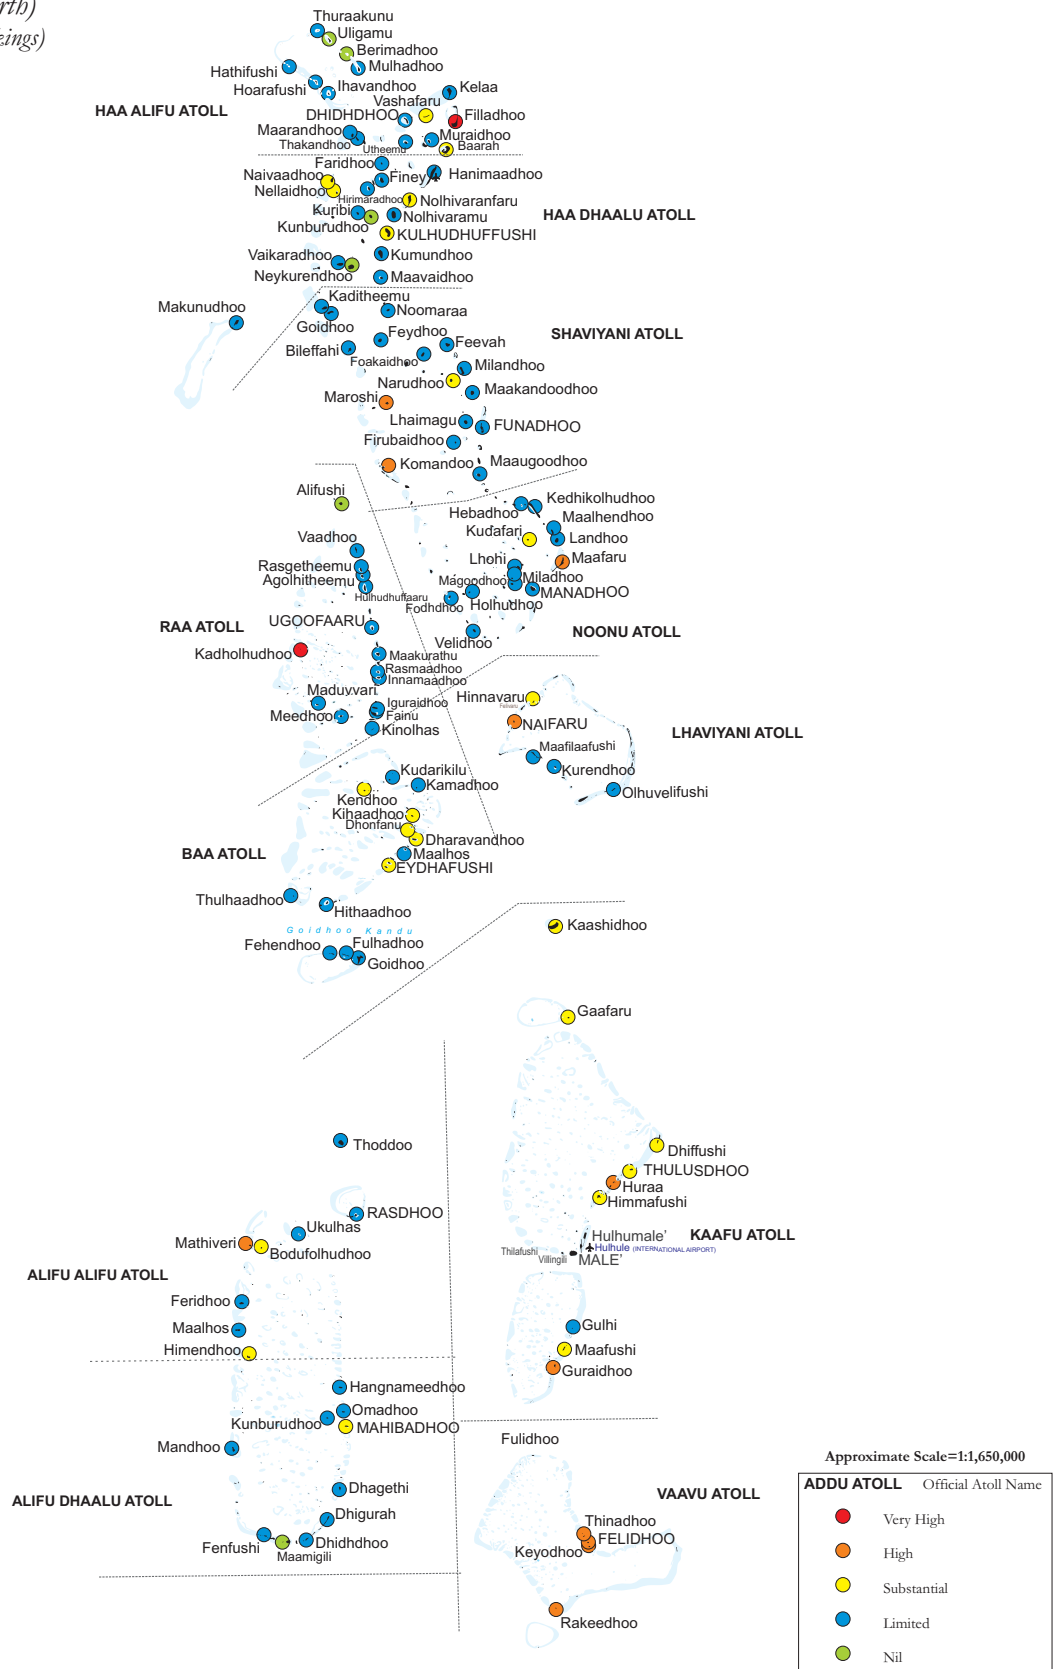 rth)
kings)
Thuraakunu
Uligamu
Berimadhoo
Mulhadhoo
Hathifushi
Hoarafushi
Ihavandhoo
Kelaa
Vashafaru
HAA ALIFU ATOLL
DHIDHDHOO
Filladhoo
Maarandhoo
Thakandhoo
Utheemu
Muraidhoo
Baarah
Faridhoo
Finey
Hanimaadhoo
Naivaadhoo
Nellaidhoo
Hirimaradhoo
Nolhivaranfaru
Kuribi
Nolhivaramu
HAA DHAALU ATOLL
Kunburudhoo
KULHUDHUFFUSHI
Vaikaradhoo
Kumundhoo
Neykurendhoo
Maavaidhoo
Makunudhoo
Kaditheemu
Noomaraa
Goidhoo
Feydhoo
SHAVIYANI ATOLL
Bileffahi
Feevah
Foakaidhoo
Milandhoo
Narudhoo
Maakandoodhoo
Maroshi
Lhaimagu
FUNADHOO
Firubaidhoo
Komandoo
Maaugoodhoo
Alifushi
Kedhikolhudhoo
Hebadhoo
Maalhendhoo
Kudafari
Landhoo
Vaadhoo
Maafaru
Rasgetheemu
Lhohi
Agolhitheemu
Magoodhoo
Miladhoo
Hulhudhuffaaru
MANADHOO
Fodhdhoo
Holhudhoo
UGOOFAARU
RAA ATOLL
NOONU ATOLL
Kadholhudhoo
Velidhoo
Maakurathu
Rasmaadhoo
Innamaadhoo
Maduvvari
Hinnavaru
Felivaru
Iguraidhoo
Meedhoo
Fainu
NAIFARU
Kinolhas
LHAVIYANI ATOLL
Maafilaafushi
Kudarikilu
Kurendhoo
Kamadhoo
Olhuvelifushi
Kendhoo
Kihaadhoo
Dhonfanu
Dharavandhoo
BAA ATOLL
Maalhos
EYDHAFUSHI
Thulhaadhoo
Hithaadhoo
Kaashidhoo
Goidhoo Kandu
Fehendhoo
Fulhadhoo
Goidhoo
Gaafaru
Thoddoo
Dhiffushi
THULUSDHOO
Huraa
Himmafushi
RASDHOO
Ukulhas
Mathiveri
Bodufolhudhoo
Hulhumale'
KAAFU ATOLL
Hulhule (INTERNATIONAL AIRPORT)
Thilafushi
Villingili
MALE'
ALIFU ALIFU ATOLL
Feridhoo
Maalhos
Gulhi
Himendhoo
Maafushi
Guraidhoo
Hangnameedhoo
Omadhoo
Kunburudhoo
MAHIBADHOO
Mandhoo
Fulidhoo
Approximate Scale=1:1,650,000
ADDU ATOLL Official Atoll Name
Dhagethi
VAAVU ATOLL
ALIFU DHAALU ATOLL
Dhigurah
Thinadhoo
Very High
Fenfushi
Maamigili
Dhidhdhoo
FELIDHOO
Keyodhoo
High
Substantial
Rakeedhoo
Limited
Nil